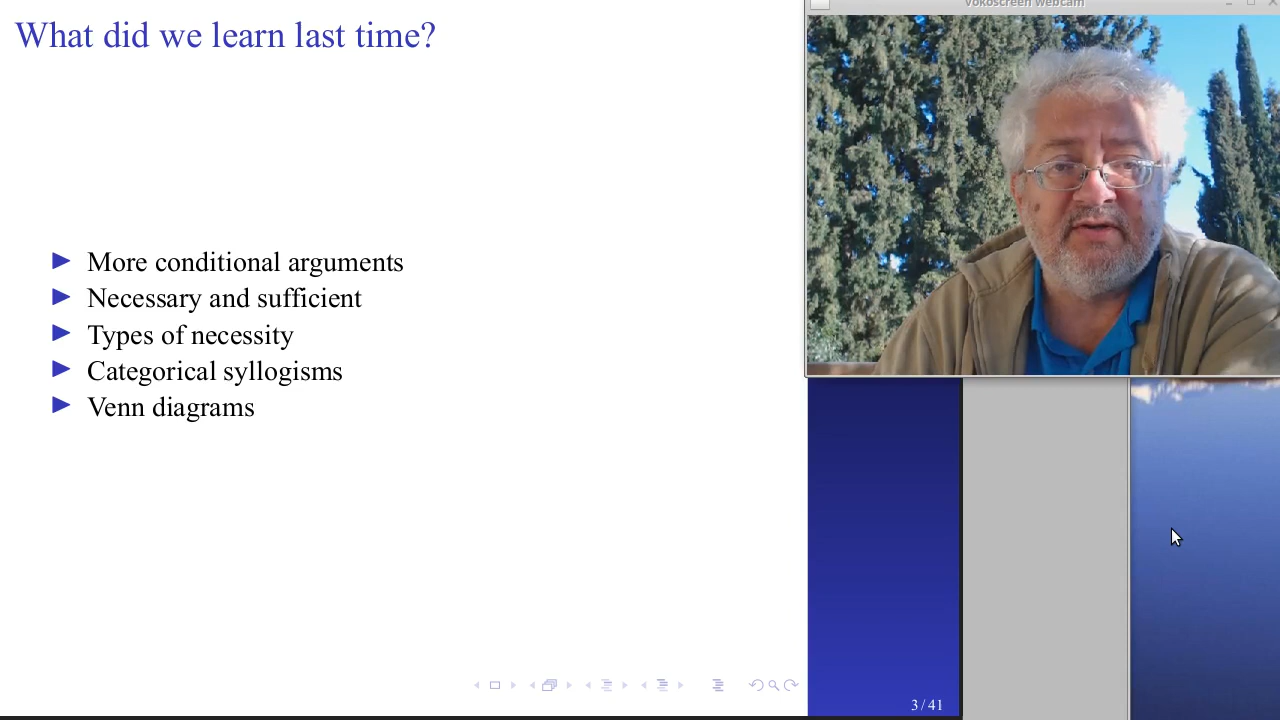 What did we learn last time?
vokoscreen webcam
More conditional arguments
Necessary and sufficient
Types of necessity
Categorical syllogisms
Venn diagrams
3 / 41